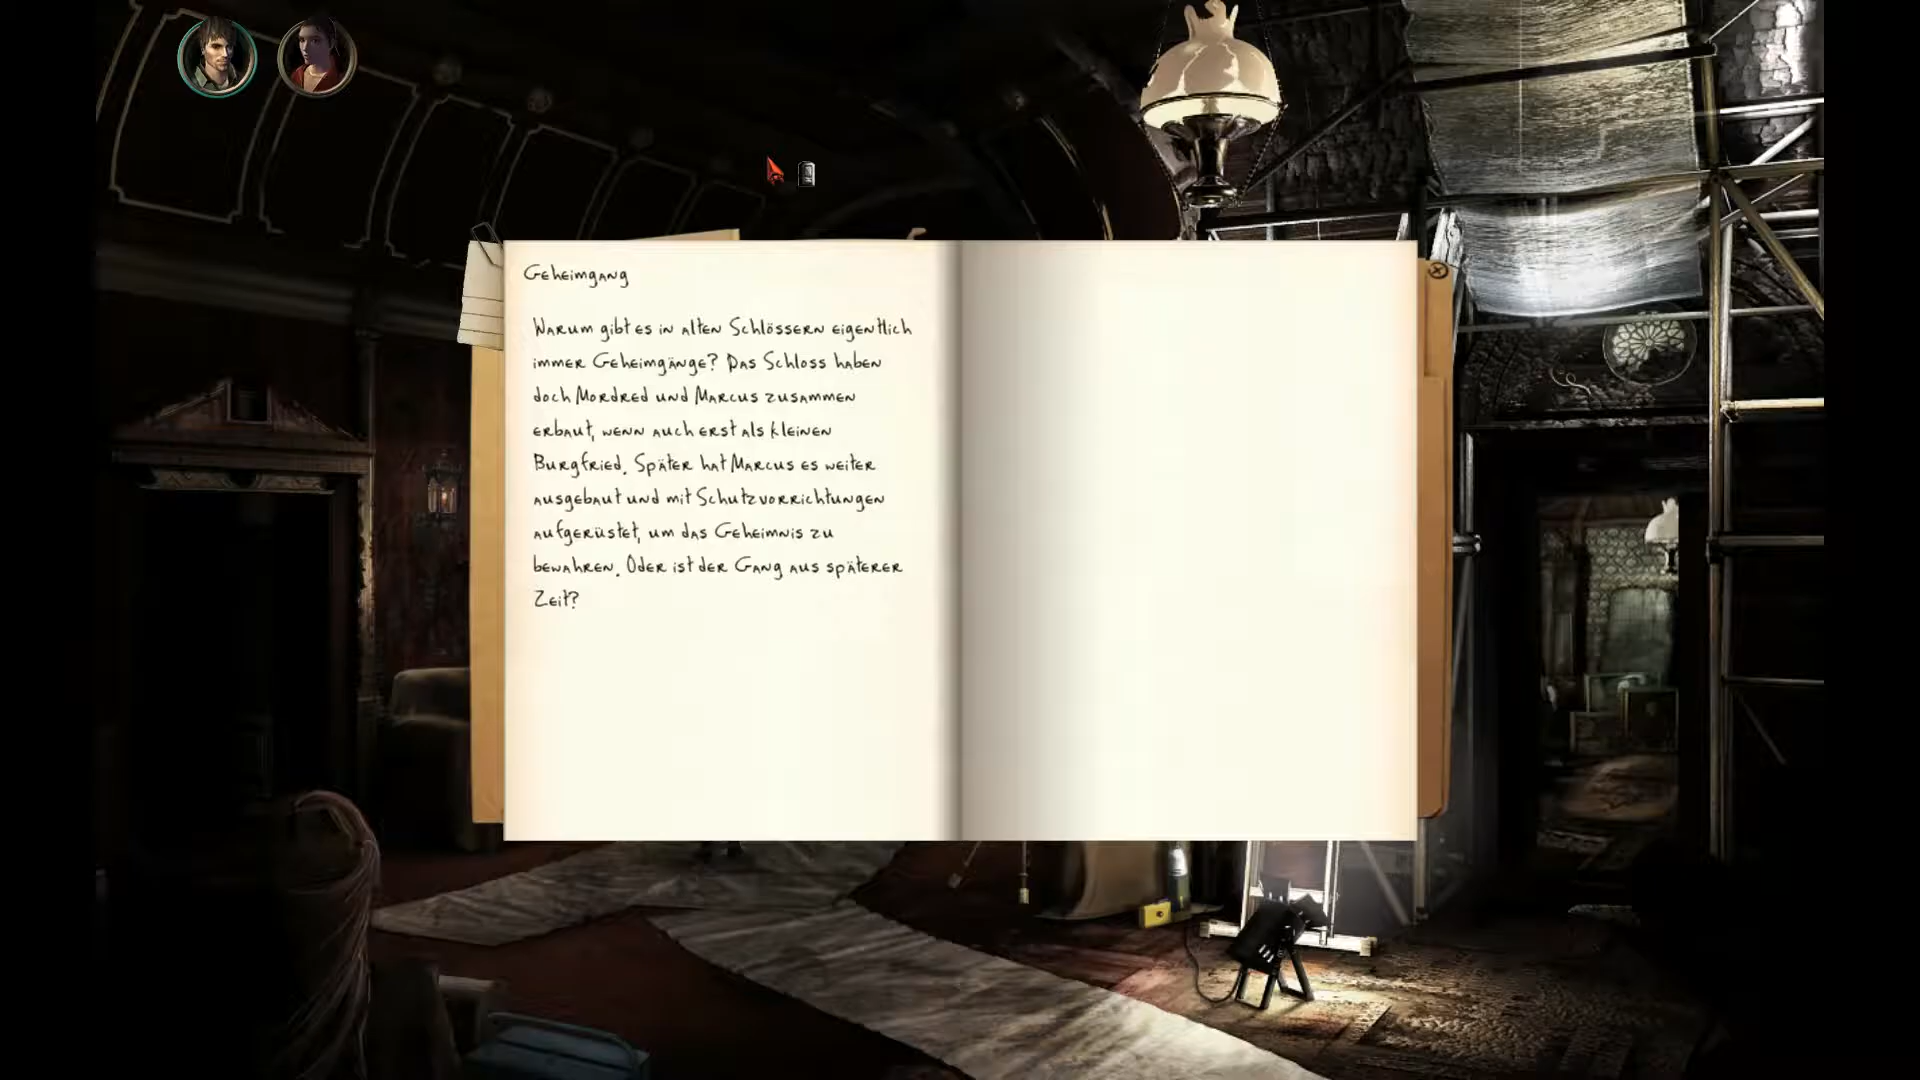 Geheimgang
Warum gibt es in alten Schlössern eigentlich
immer Geheimgänge? Das Schloss haben
doch Mordred und Marcus zusammen
erbaut, wenn auch erst als kleinen
Burgfried. Später hat Marcus es weiter
ausgebaut und mit Schutzvorrichtungen
aufgerüstet, um das Geheimnis zu
bewahren. Oder ist der Gang aus späterer
Zeit?